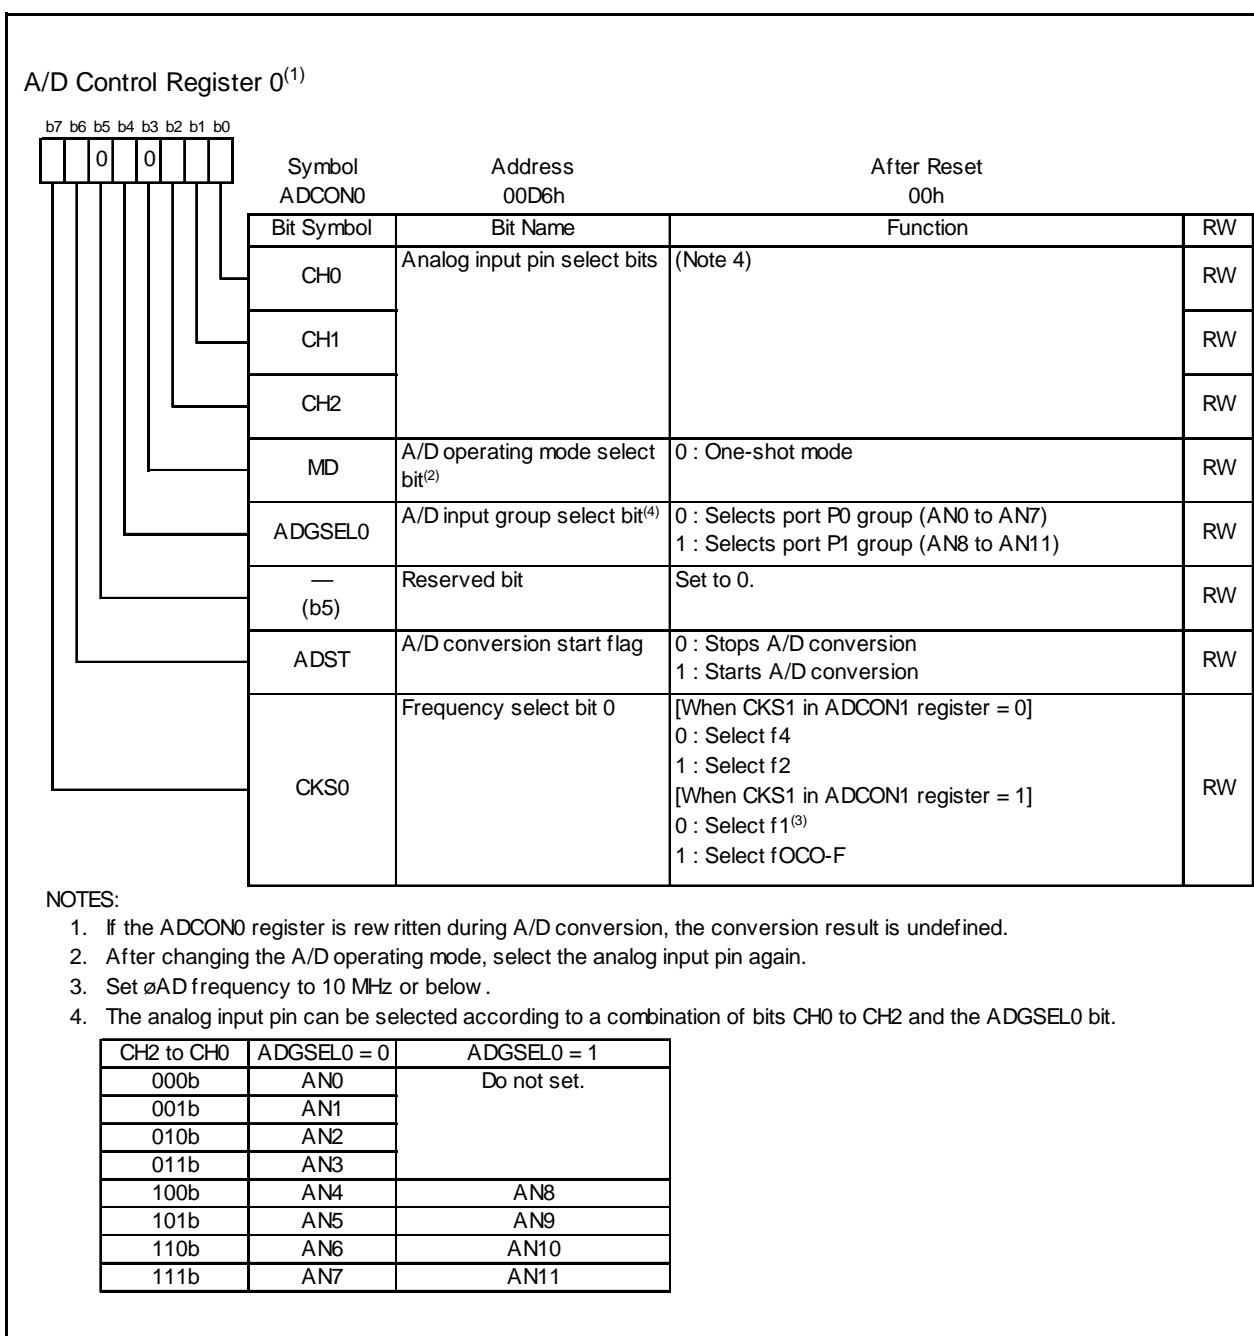 A/D Control Register 0(1)
b7 b6 b5 b4 b3 b2 b1 b0
0 0
Symbol Address After Reset
ADCON0 00D6h 00h
Bit Symbol Bit Name Function RW
CH0 Analog input pin select bits (Note 4) RW
CH1 RW
CH2 RW
MD A/D operating mode select bit(2) 0 : One-shot mode RW
ADGSEL0 A/D input group select bit(4) 0 : Selects port P0 group (AN0 to AN7)
1 : Selects port P1 group (AN8 to AN11) RW
— Reserved bit Set to 0.
(b5) RW
ADST A/D conversion start flag 0 : Stops A/D conversion
1 : Starts A/D conversion RW
CKS0 Frequency select bit 0 [When CKS1 in ADCON1 register = 0]
0 : Select f4
1 : Select f2
[When CKS1 in ADCON1 register = 1] RW
0 : Select f1(3)
1 : Select fOCO-F
NOTES:
1. If the ADCON0 register is rewritten during A/D conversion, the conversion result is undefined.
2. After changing the A/D operating mode, select the analog input pin again.
3. Set øAD frequency to 10 MHz or below.
4. The analog input pin can be selected according to a combination of bits CH0 to CH2 and the ADGSEL0 bit.
CH2 to CH0 ADGSEL0 = 0 ADGSEL0 = 1
000b AN0 Do not set.
001b AN1
010b AN2
011b AN3
100b AN4 AN8
101b AN5 AN9
110b AN6 AN10
111b AN7 AN11